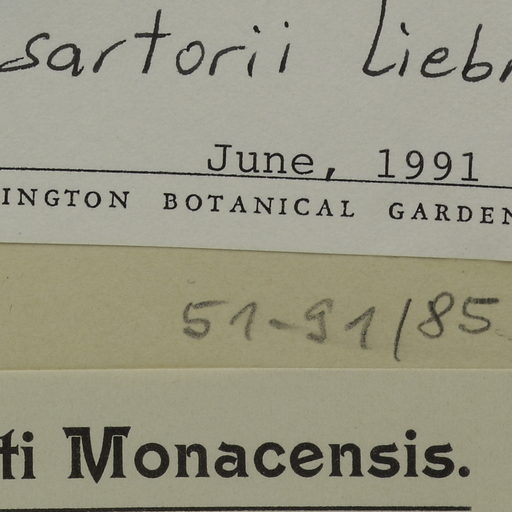 sartorii Liebm
June, 1991
INGTON BOTANICAL GARDEN
51-91/85
ti Monacensis.